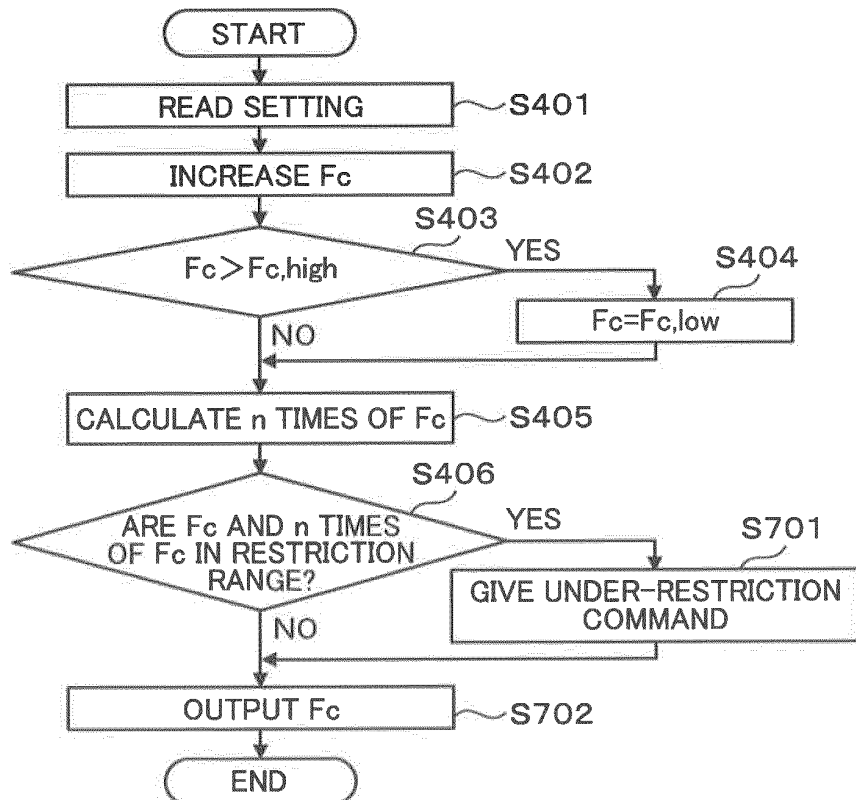 START
READ SETTING
S401
INCREASE Fc
S402
S403
Fc>Fc,high
YES
S404
Fc=Fc,low
NO
CALCULATE n TIMES OF Fc
S405
S406
ARE Fc AND n TIMES
OF Fc IN RESTRICTION
RANGE?
YES
S701
GIVE UNDER-RESTRICTION
COMMAND
NO
OUTPUT Fc
S702
END